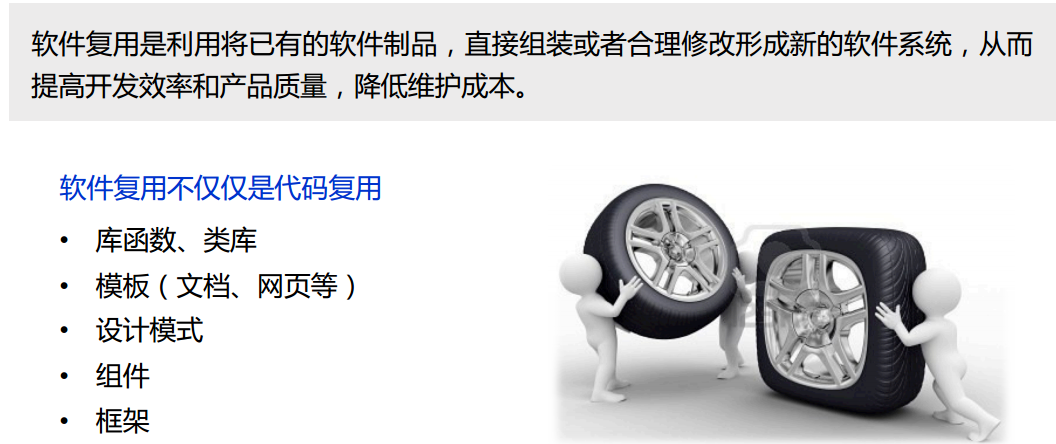 软件复用是利用将已有的软件制品，直接组装或者合理修改形成新的软件系统，从而
提高开发效率和产品质量，降低维护成本。
软件复用不仅仅是代码复用
• 库函数、类库
• 模板（文档、网页等）
• 设计模式
• 组件
• 框架